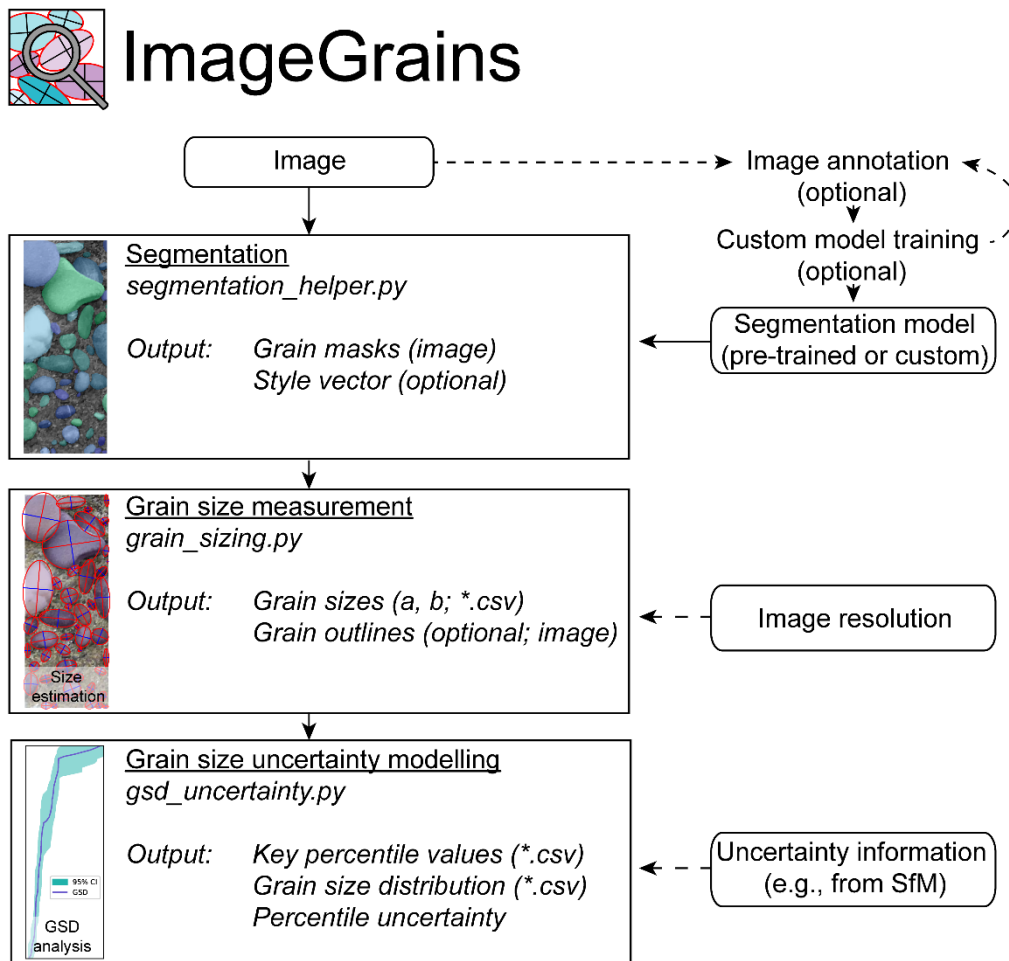 ImageGrains
Image
Image annotation
(optional)
Custom model training
(optional)
Segmentation model
(pre-trained or custom)
Segmentation
segmentation_helper.py
Output: Grain masks (image)
Style vector (optional)
Grain size measurement
grain_sizing.py
Output: Grain sizes (a, b; *.csv)
Grain outlines (optional; image)
Size
estimation
Image resolution
Grain size uncertainty modelling
gsd_uncertainty.py
Output: Key percentile values (*.csv)
Grain size distribution (*.csv)
Percentile uncertainty
95% CI
GSD
GSD
analysis
Uncertainty information
(e.g., from SfM)